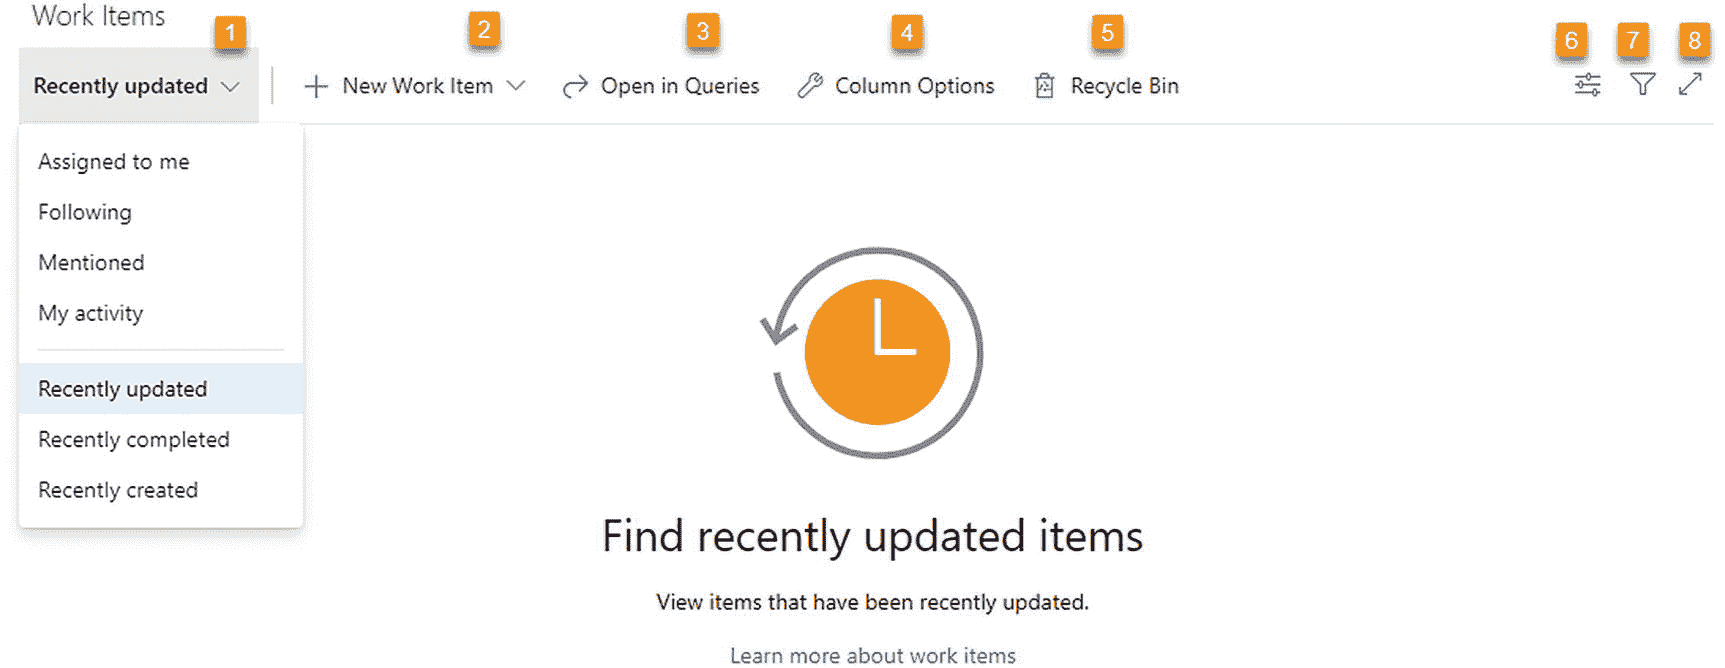 Work Items
1
2
3
4
5
6
7
8
Recently updated
New Work Item
Open in Queries
Column Options
Recycle Bin
Assigned to me
Following
Mentioned
My activity
Recently updated
Recently completed
Recently created
Find recently updated items
View items that have been recently updated.
Learn more about work items